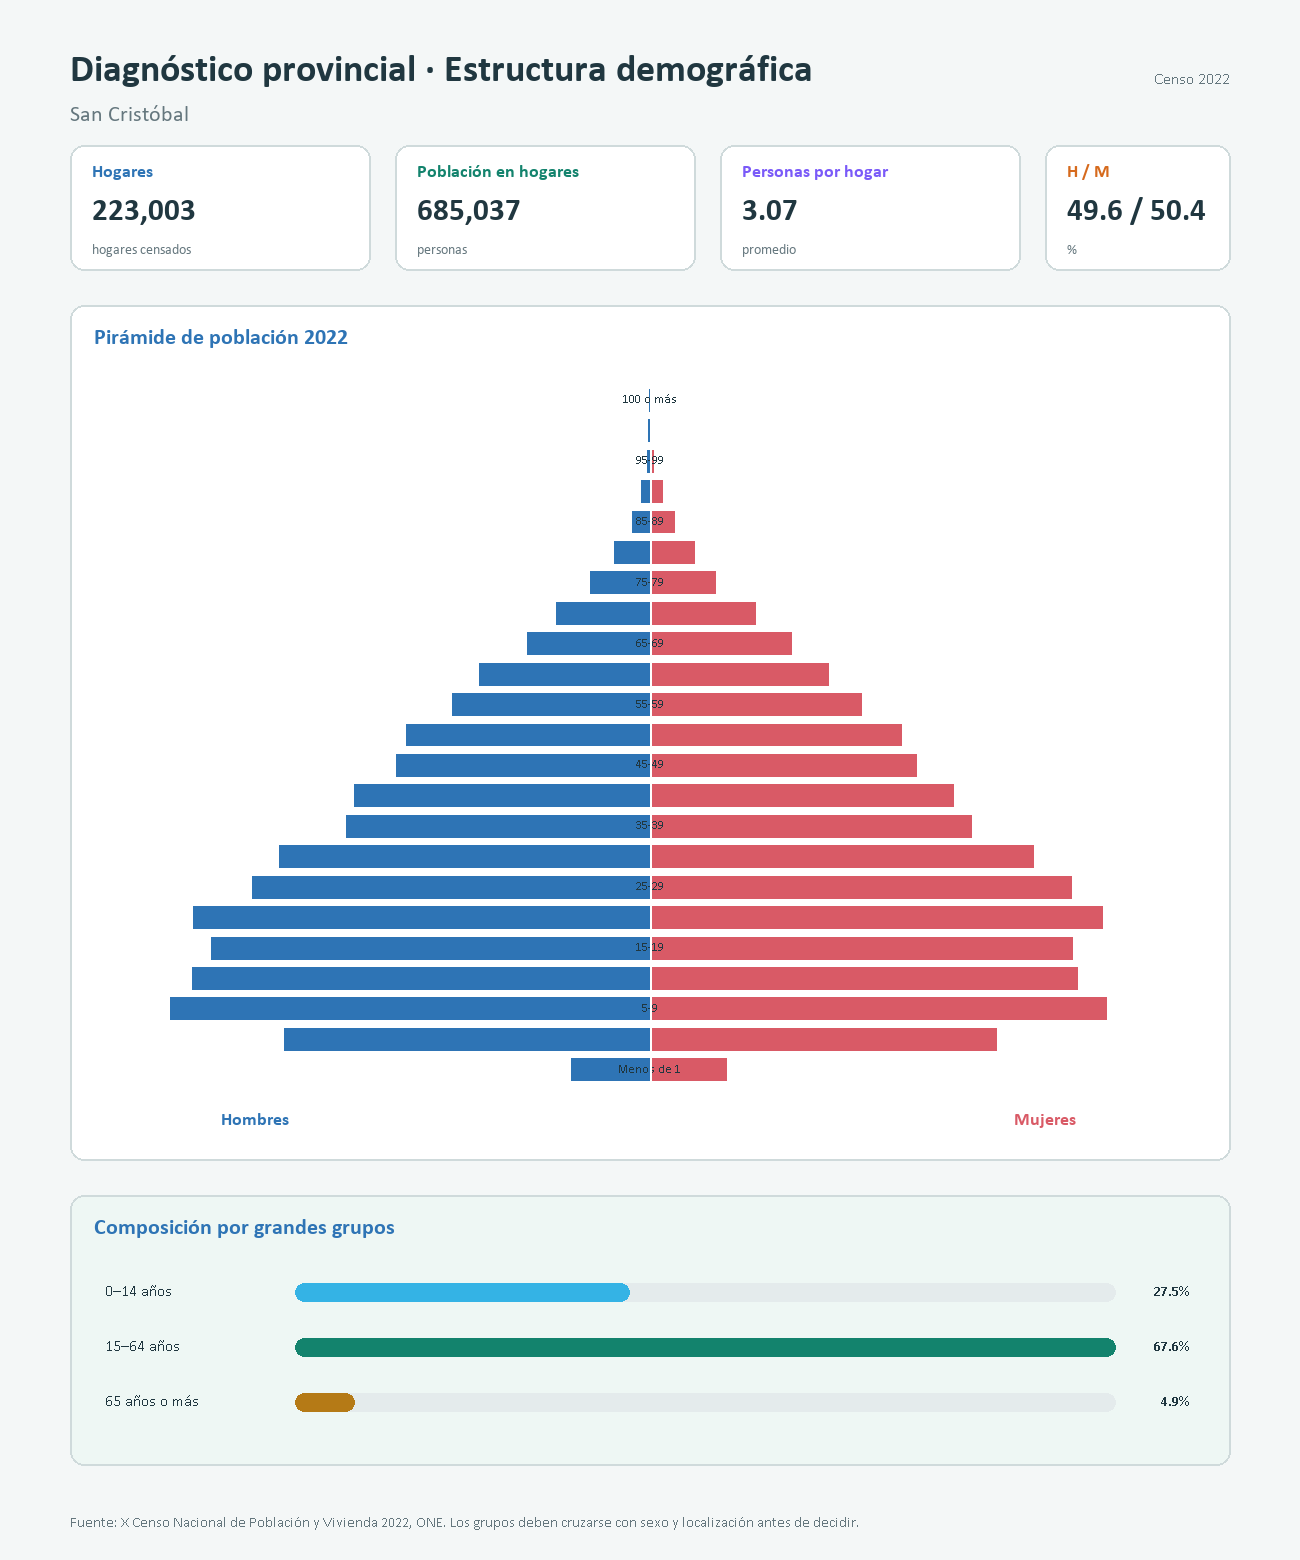 Diagnóstico provincial · Estructura demográfica
Censo 2022
San Cristóbal
Hogares
223,003
hogares censados
Población en hogares
685,037
personas
Personas por hogar
3.07
promedio
H / M
49.6 / 50.4
%
Pirámide de población 2022
100 o más
95-99
85-89
75-79
65-69
55-59
45-49
35-39
25-29
15-19
5-9
Menos de 1
Hombres
Mujeres
Composición por grandes grupos
0–14 años 27.5%
15–64 años 67.6%
65 años o más 4.9%
Fuente: X Censo Nacional de Población y Vivienda 2022, ONE. Los grupos deben cruzarse con sexo y localización antes de decidir.